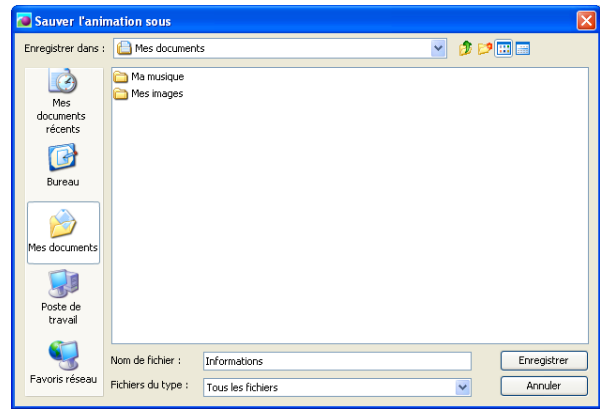 Sauver l'animation sous
Enregistrer dans :
Mes documents
Ma musique
Mes images
Mes
documents
récents
Bureau
Mes documents
Poste de
travail
Favoris réseau
Nom de fichier :
Informations
Enregistrer
Fichiers du type :
Tous les fichiers
Annuler